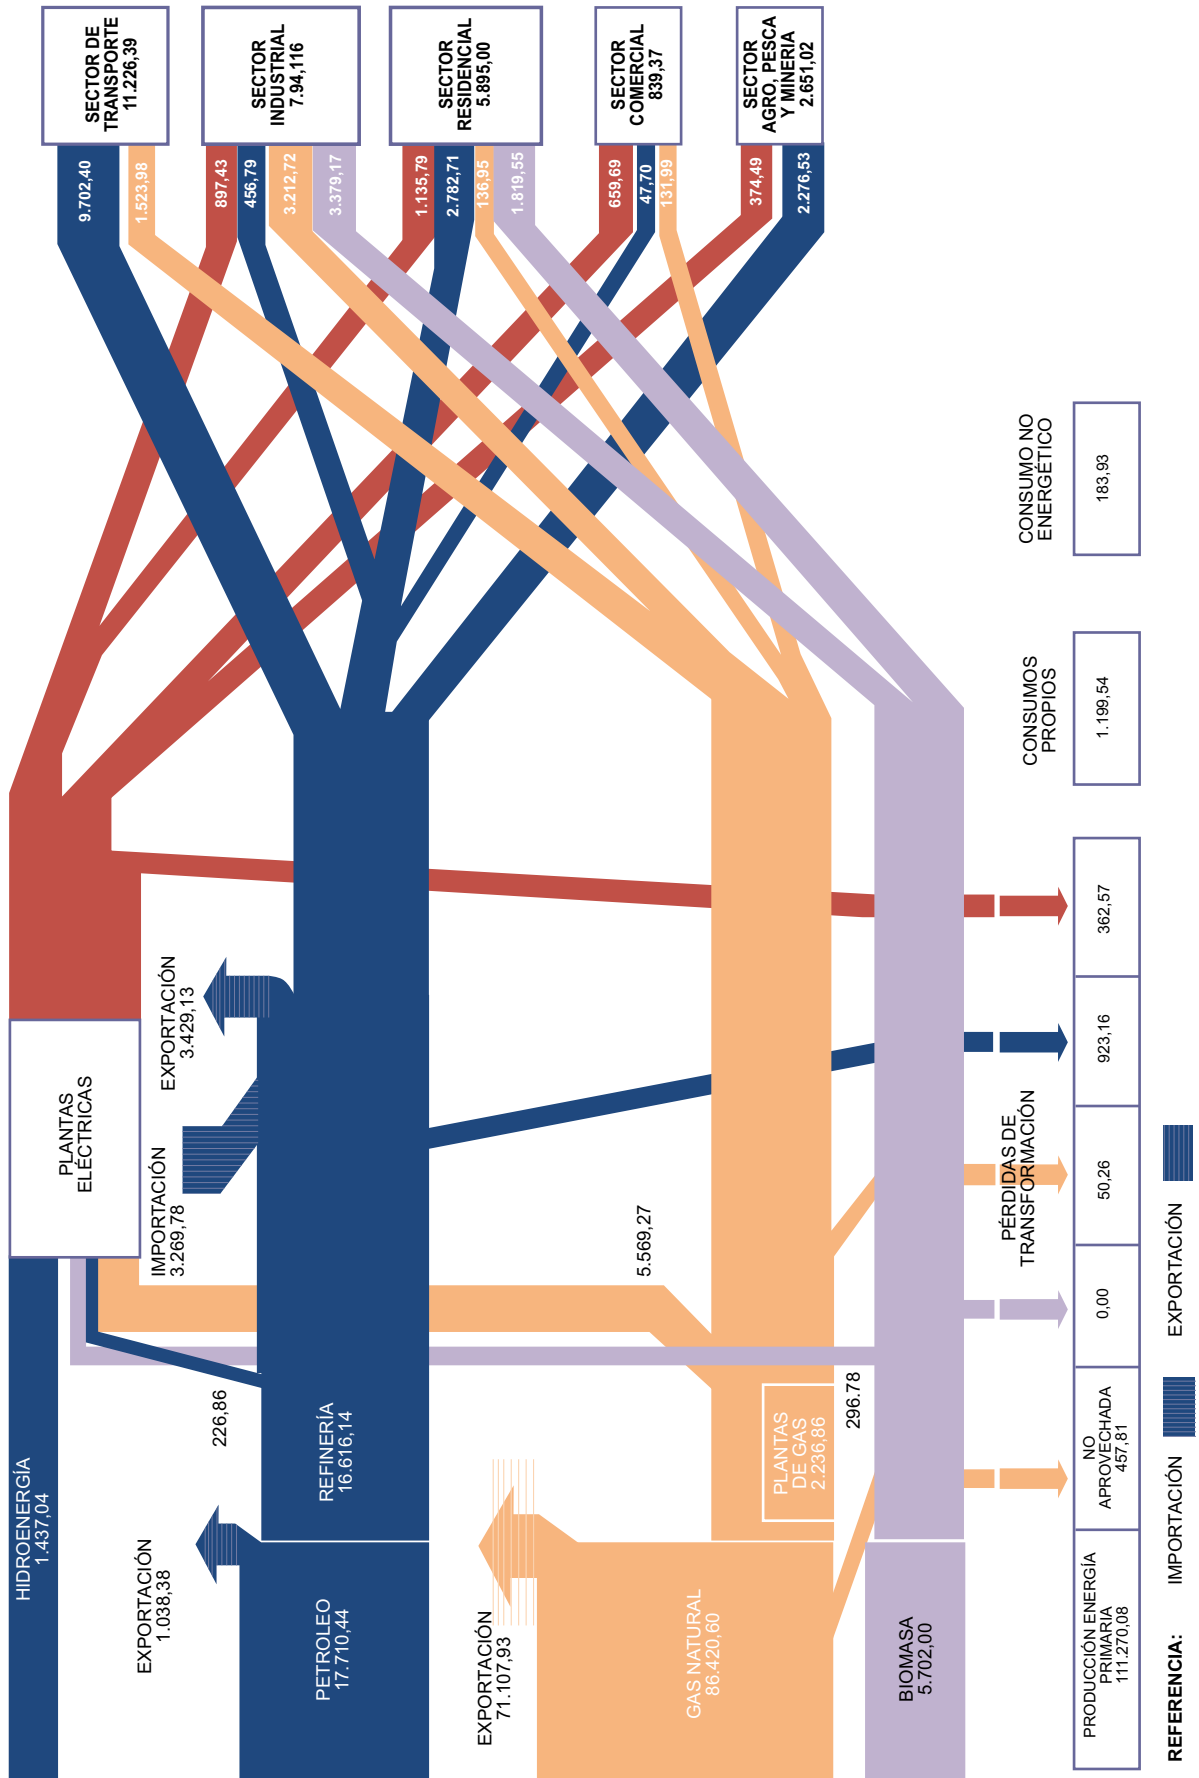 HIDROENERGÍA
1.437,04
EXPORTACIÓN
1.038,38
PETROLEO
17.710,44
EXPORTACIÓN
71.107,93
GAS NATURAL
86.420,60
BIOMASA
5.702,00
226,86
REFINERÍA
16.616,14
PLANTAS
DE GAS
2.236,86
296.78
PLANTAS
ELÉCTRICAS
IMPORTACIÓN
3.269,78
EXPORTACIÓN
3.429,13
5.569,27
SECTOR DE
TRANSPORTE
11.226,39
9.702,40
1.523,98
SECTOR
INDUSTRIAL
7.94,116
897,43
456,79
3.212,72
3.379,17
SECTOR
RESIDENCIAL
5.895,00
1.135,79
2.782,71
136,95
1.819,55
SECTOR
COMERCIAL
839,37
659,69
47,70
131,99
SECTOR
AGRO, PESCA
Y MINERIA
2.651,02
374,49
2.276,53
PÉRDIDAS DE
TRANSFORMACIÓN
CONSUMOS
PROPIOS
CONSUMO NO
ENERGÉTICO
PRODUCCIÓN ENERGÍA
PRIMARIA
111.270,08
NO
APROVECHADA
457,81
0,00
50,26
923,16
362,57
1.199,54
183,93
REFERENCIA:
IMPORTACIÓN
EXPORTACIÓN